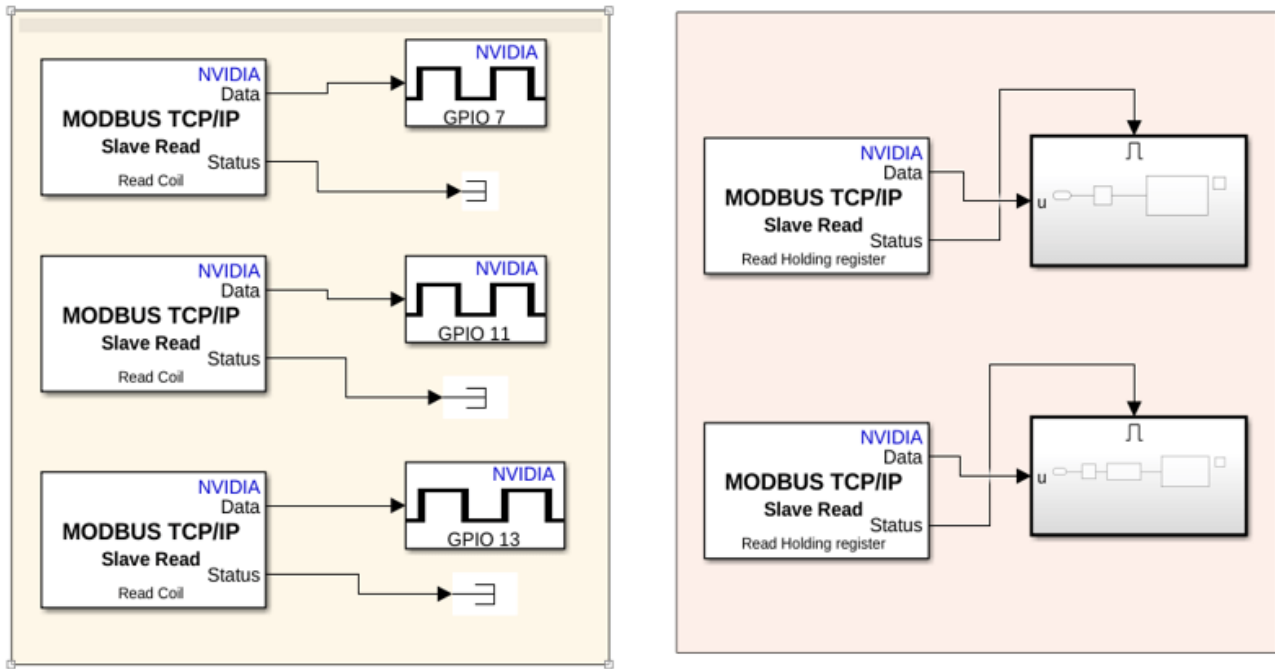 NVIDIA
Data
MODBUS TCP/IP
Slave Read
Status
Read Coil
NVIDIA
GPIO 7
NVIDIA
Data
MODBUS TCP/IP
Slave Read
Status
Read Coil
NVIDIA
GPIO 11
NVIDIA
Data
MODBUS TCP/IP
Slave Read
Status
Read Coil
NVIDIA
GPIO 13
NVIDIA
Data
MODBUS TCP/IP
Slave Read
Status
Read Holding register
u
NVIDIA
Data
MODBUS TCP/IP
Slave Read
Status
Read Holding register
u